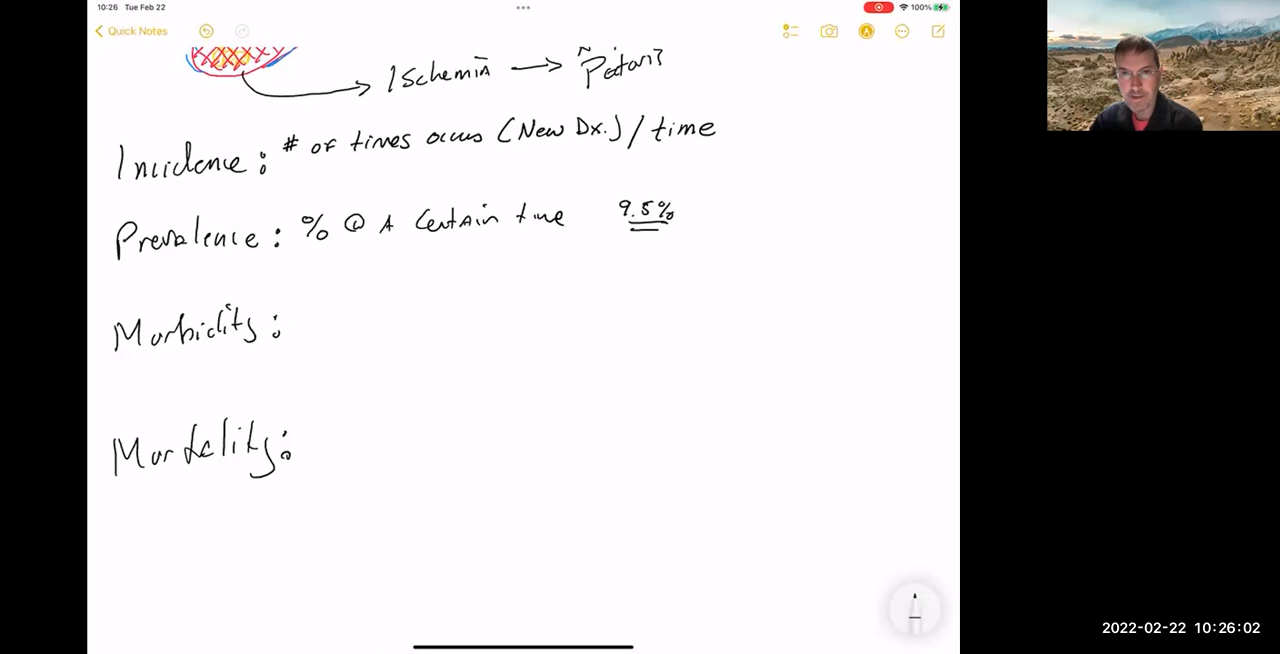 10:26 Tue Feb 22
100%
Quick Notes
Ischemia →
Incidence: # of times occurs (New Dx.) / time
Prevalence: % @ A Certain time 9.5%
Morbidity:
Mortality:
2022-02-22 10:26:02